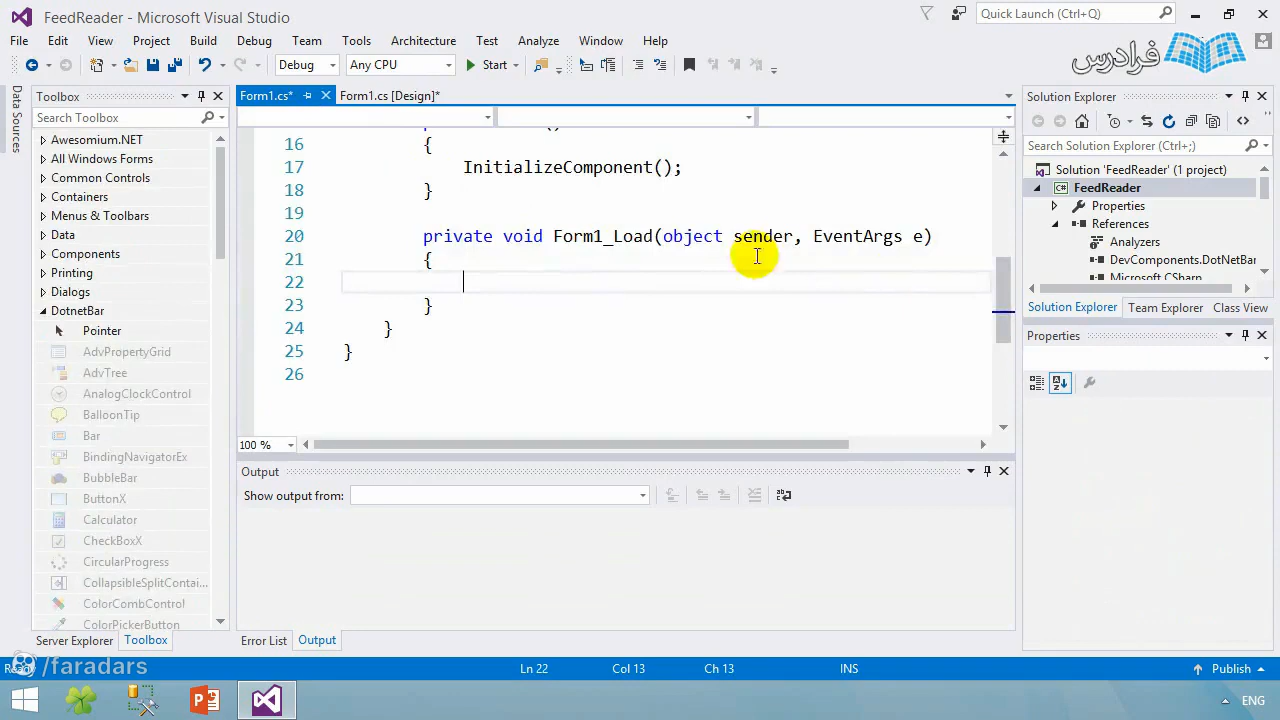 FeedReader - Microsoft Visual Studio
Quick Launch (Ctrl+Q)
File Edit View Project Build Debug Team Tools Architecture Test Analyze Window Help
فرادرس
Debug Any CPU Start
Data Sources
Toolbox
Search Toolbox
Awesomium.NET
All Windows Forms
Common Controls
Containers
Menus & Toolbars
Data
Components
Printing
Dialogs
DotnetBar
Pointer
AdvPropertyGrid
AdvTree
AnalogClockControl
BalloonTip
Bar
BindingNavigatorEx
BubbleBar
ButtonX
Calculator
CheckBoxX
CircularProgress
CollapsibleSplitContai...
ColorCombControl
ColorPickerButton
Server Explorer Toolbox
Form1.cs* Form1.cs [Design]*
16 {
17 InitializeComponent();
18 }
19
20 private void Form1_Load(object sender, EventArgs e)
21 {
22
23 }
24 }
25 }
26
100 %
Output
Show output from:
Error List Output
Solution Explorer
Search Solution Explorer (Ctrl+;)
Solution 'FeedReader' (1 project)
FeedReader
Properties
References
Analyzers
DevComponents.DotNetBar
Microsoft.CSharp
Solution Explorer Team Explorer Class View
Properties
/faradars
Ln 22 Col 13 Ch 13 INS Publish
ENG